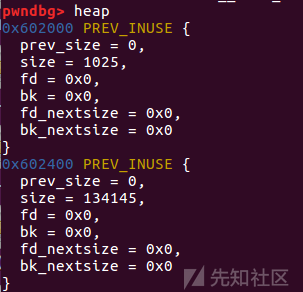 pwndbg> heap
0x602000 PREV_INUSE {
  prev_size = 0,
  size = 1025,
  fd = 0x0,
  bk = 0x0,
  fd_nextsize = 0x0,
  bk_nextsize = 0x0
}
0x602400 PREV_INUSE {
  prev_size = 0,
  size = 134145,
  fd = 0x0,
  bk = 0x0,
  fd_nextsize = 0x0,
  bk_nextsize = 0x0
}
先知社区